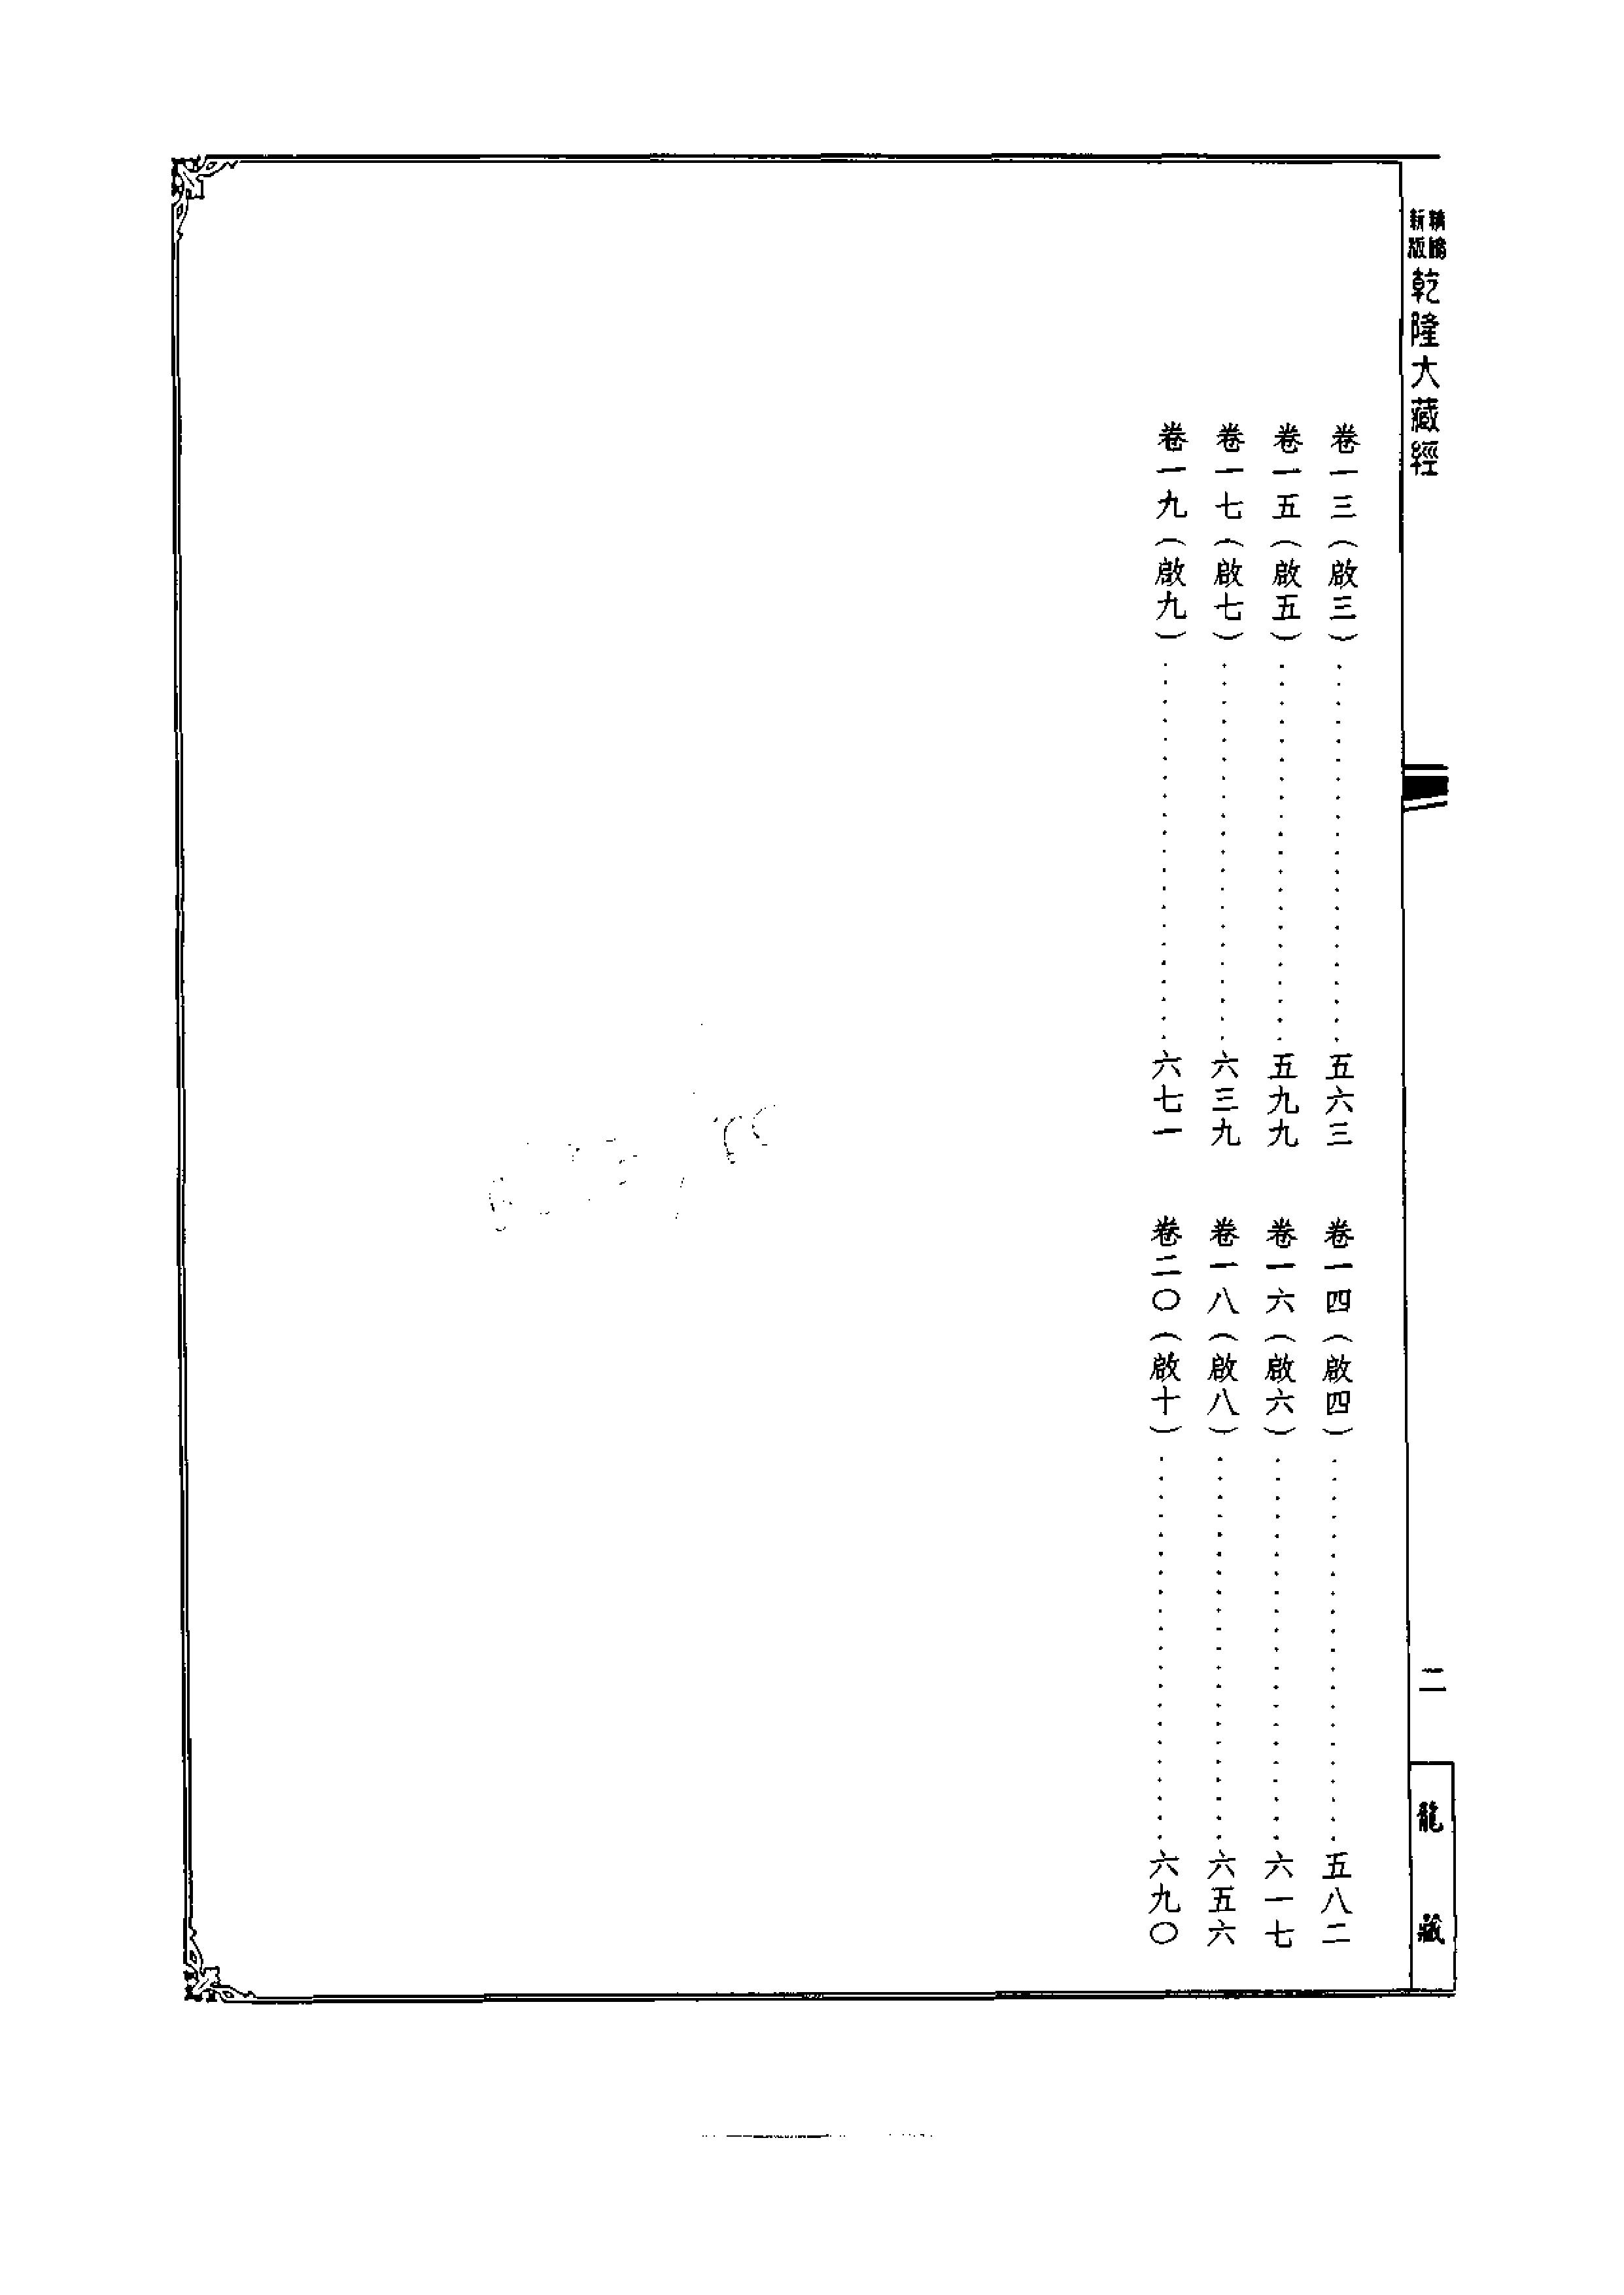 新版
乾隆大藏經
卷一三（啟三）……五六三
卷一四（啟四）……五八二
卷一五（啟五）……五九九
卷一六（啟六）……六一七
卷一七（啟七）……六三九
卷一八（啟八）……六五六
卷一九（啟九）……六七一
卷二〇（啟十）……六九〇
二
龍藏